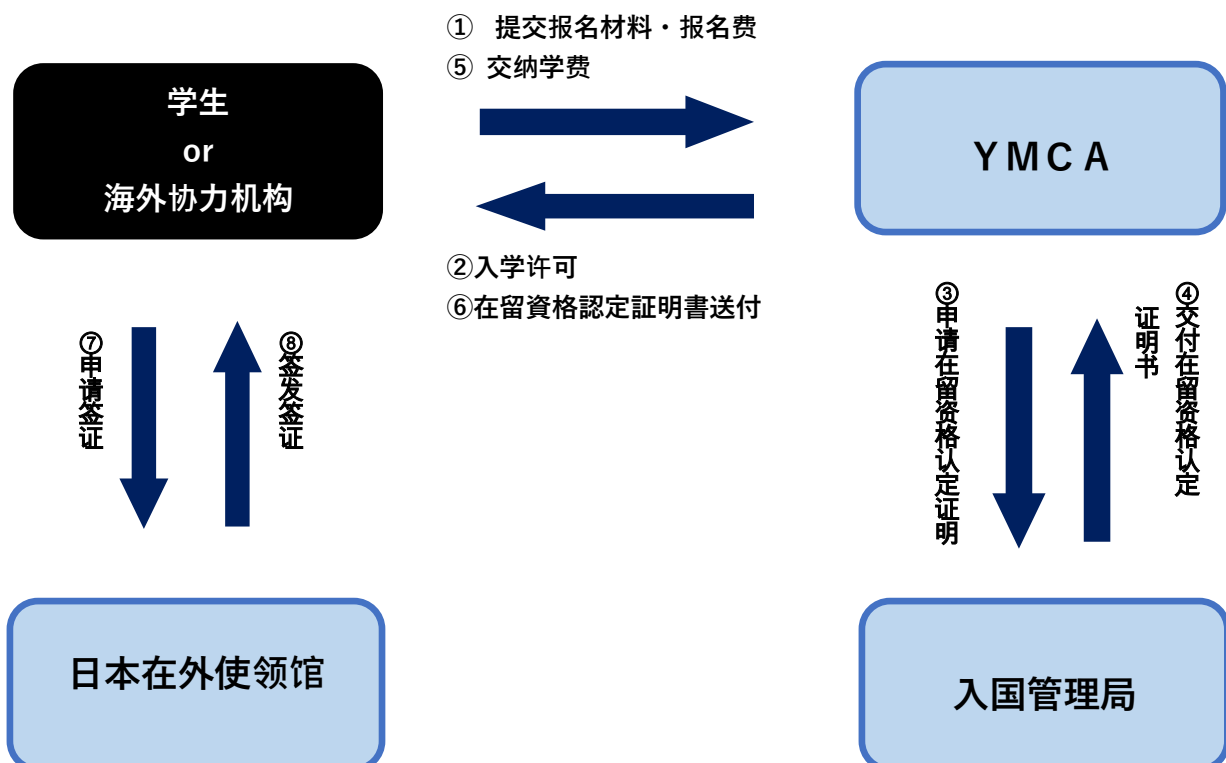 ① 提交报名材料・报名费
⑤ 交纳学费
学生
or
海外协力机构
YMCA
②入学许可
⑥在留資格認定証明書送付
⑦申请签证
⑧签发签证
③申请在留资格认定证明
④交付在留资格认定
证明书
日本在外使领馆
入国管理局